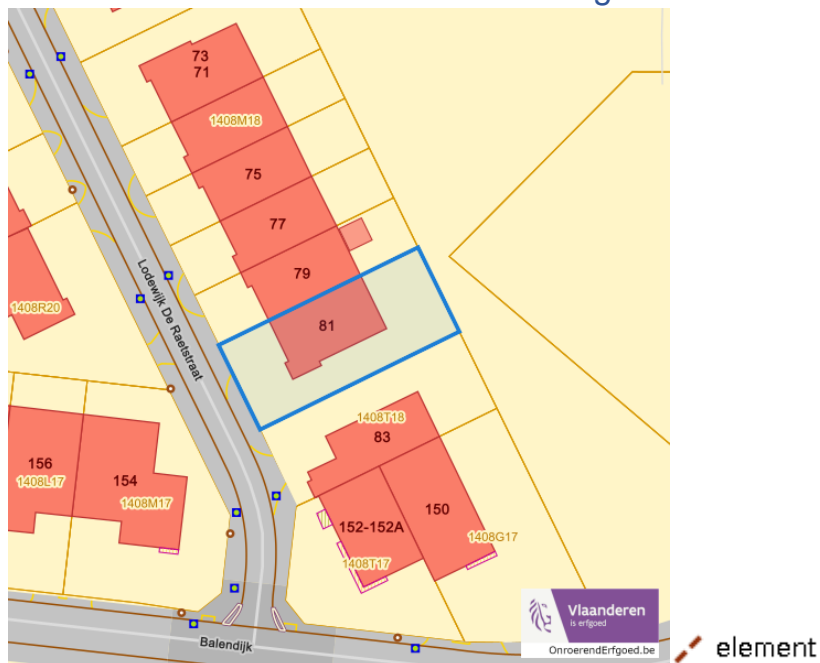 73
71
1408M18
75
77
79
81
Lodewijk De Raetstraat
1408R20
1408T18
83
156
1408L17
154
1408M17
152-152A
150
1408T17
1408G17
Balendijk
Vlaanderen
is erfgoed
OnroerendErfgoed.be
element